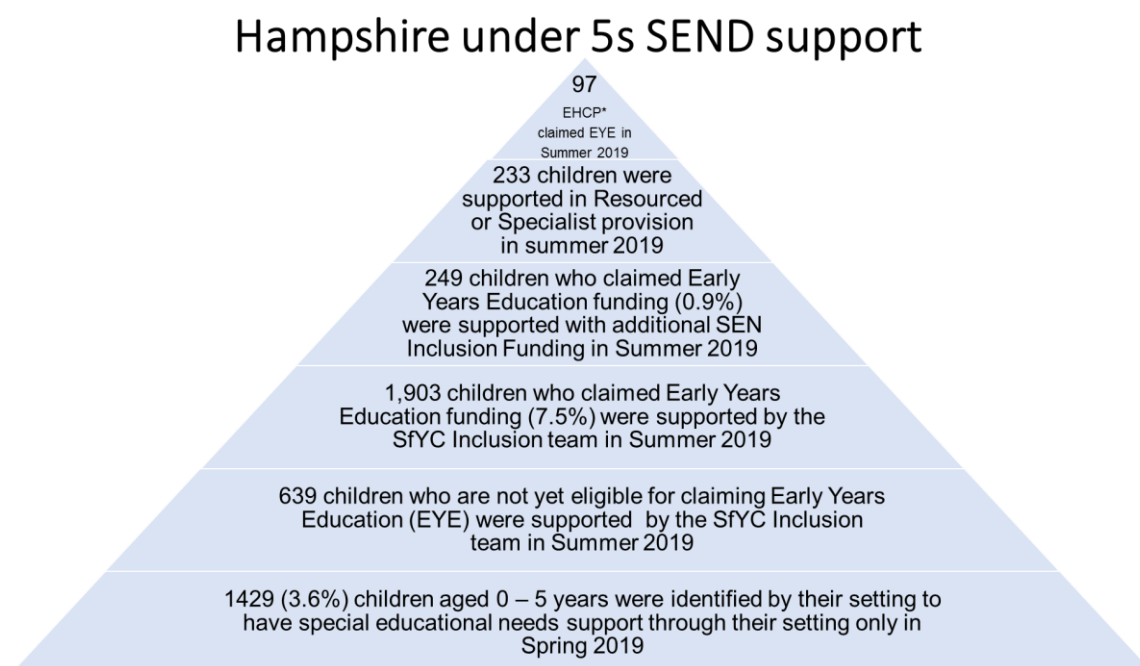 Hampshire under 5s SEND support
97
EHCP*
claimed EYE in
Summer 2019
233 children were
supported in Resourced
or Specialist provision
in summer 2019
249 children who claimed Early
Years Education funding (0.9%)
were supported with additional SEN
Inclusion Funding in Summer 2019
1,903 children who claimed Early Years
Education funding (7.5%) were supported by the
SfYC Inclusion team in Summer 2019
639 children who are not yet eligible for claiming Early Years
Education (EYE) were supported by the SfYC Inclusion
team in Summer 2019
1429 (3.6%) children aged 0 – 5 years were identified by their setting to
have special educational needs support through their setting only in
Spring 2019